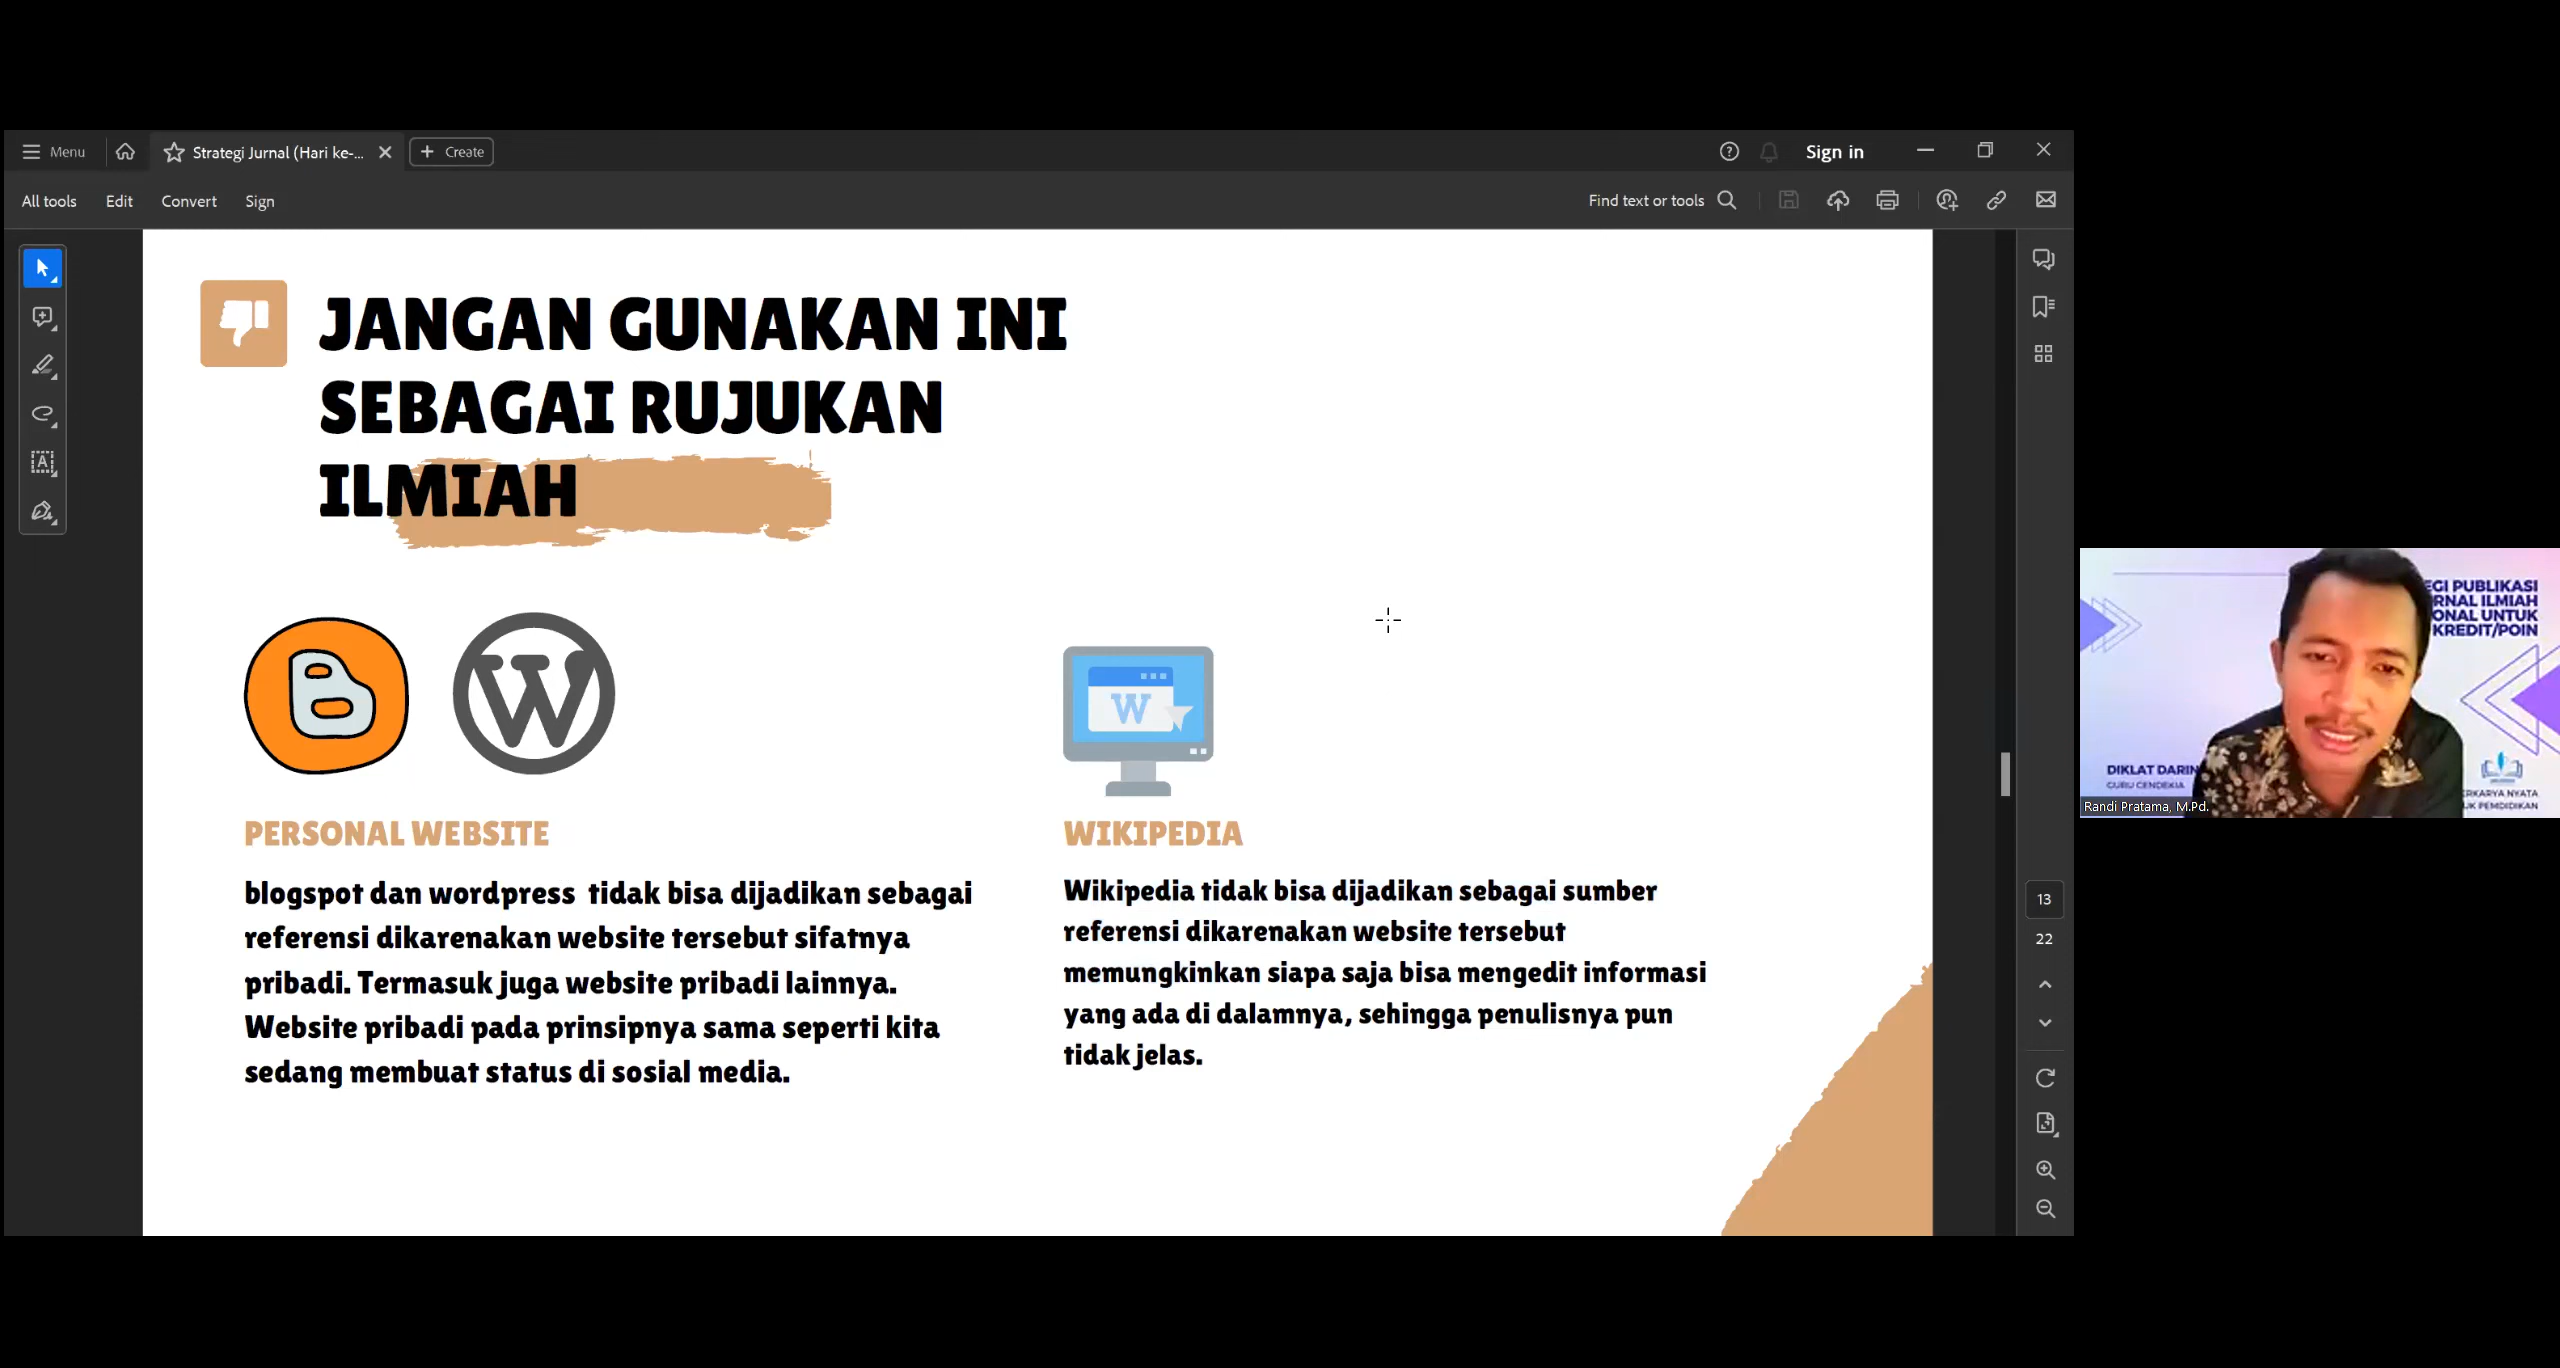 Menu
Strategi Jurnal (Hari ke-...
Create
Sign in
All tools
Edit
Convert
Sign
Find text or tools
JANGAN GUNAKAN INI
SEBAGAI RUJUKAN
ILMIAH
PERSONAL WEBSITE
blogspot dan wordpress tidak bisa dijadikan sebagai
referensi dikarenakan website tersebut sifatnya
pribadi. Termasuk juga website pribadi lainnya.
Website pribadi pada prinsipnya sama seperti kita
sedang membuat status di sosial media.
W
WIKIPEDIA
Wikipedia tidak bisa dijadikan sebagai sumber
referensi dikarenakan website tersebut
memungkinkan siapa saja bisa mengedit informasi
yang ada di dalamnya, sehingga penulisnya pun
tidak jelas.
13
22
EGI PUBLIKASI
RNAL ILMIAH
ONAL UNTUK
KREDIT/POIN
DIKLAT DARIN
GURU CENDEKIA
Randi Pratama, M.Pd.
ERKARYA NYATA
UK PEMDIDIKAN